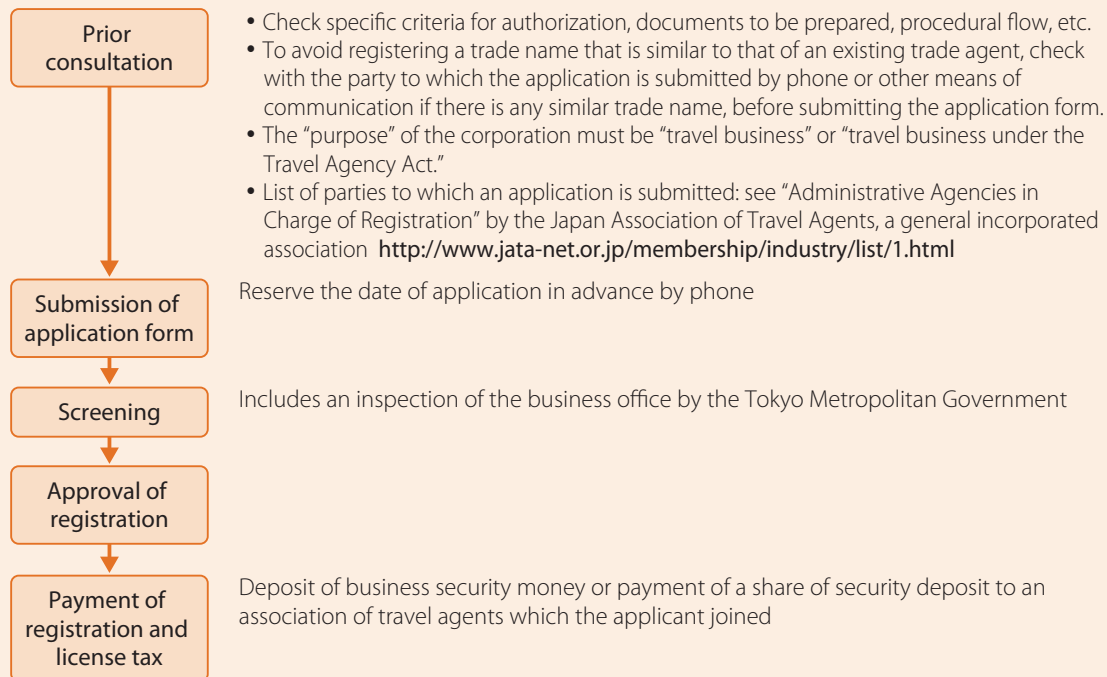 Prior
consultation
• Check specific criteria for authorization, documents to be prepared, procedural flow, etc.
• To avoid registering a trade name that is similar to that of an existing trade agent, check
with the party to which the application is submitted by phone or other means of
communication if there is any similar trade name, before submitting the application form.
• The “purpose” of the corporation must be “travel business” or “travel business under the
Travel Agency Act.”
• List of parties to which an application is submitted: see “Administrative Agencies in
Charge of Registration” by the Japan Association of Travel Agents, a general incorporated
association http://www.jata-net.or.jp/membership/industry/list/1.html
Submission of
application form
Reserve the date of application in advance by phone
Screening
Includes an inspection of the business office by the Tokyo Metropolitan Government
Approval of
registration
Payment of
registration and
license tax
Deposit of business security money or payment of a share of security deposit to an
association of travel agents which the applicant joined